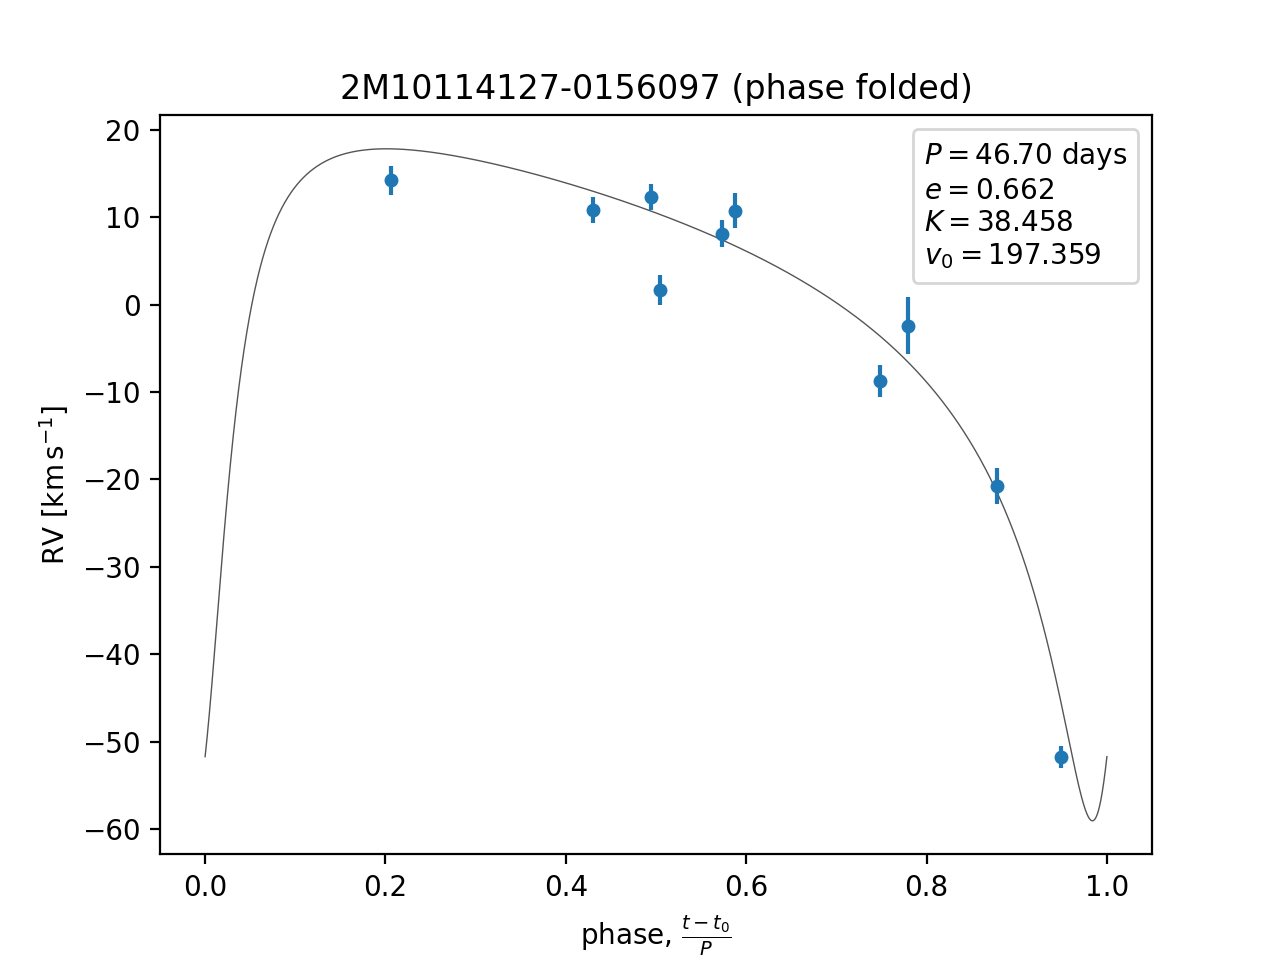 2M10114127-0156097 (phase folded)
P = 46.70 days
e = 0.662
K = 38.458
v₀ = 197.359
20
10
0
−10
−20
−30
−40
−50
−60
RV [km s⁻¹]
0.0 0.2 0.4 0.6 0.8 1.0
phase, (t − t₀)/P